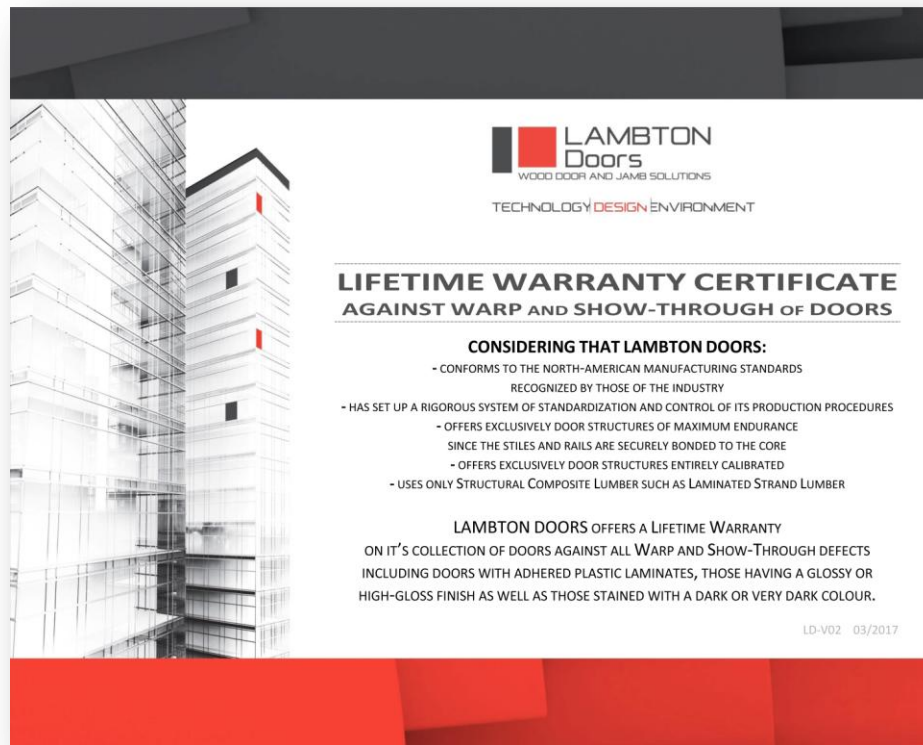 LAMBTON
Doors
WOOD DOOR AND JAMB SOLUTIONS
TECHNOLOGY DESIGN ENVIRONMENT
LIFETIME WARRANTY CERTIFICATE
AGAINST WARP AND SHOW-THROUGH OF DOORS
CONSIDERING THAT LAMBTON DOORS:
- CONFORMS TO THE NORTH-AMERICAN MANUFACTURING STANDARDS
RECOGNIZED BY THOSE OF THE INDUSTRY
- HAS SET UP A RIGOROUS SYSTEM OF STANDARDIZATION AND CONTROL OF ITS PRODUCTION PROCEDURES
- OFFERS EXCLUSIVELY DOOR STRUCTURES OF MAXIMUM ENDURANCE
SINCE THE STILES AND RAILS ARE SECURELY BONDED TO THE CORE
- OFFERS EXCLUSIVELY DOOR STRUCTURES ENTIRELY CALIBRATED
- USES ONLY STRUCTURAL COMPOSITE LUMBER SUCH AS LAMINATED STRAND LUMBER
LAMBTON DOORS OFFERS A LIFETIME WARRANTY
ON IT'S COLLECTION OF DOORS AGAINST ALL WARP AND SHOW-THROUGH DEFECTS
INCLUDING DOORS WITH ADHERED PLASTIC LAMINATES, THOSE HAVING A GLOSSY OR
HIGH-GLOSS FINISH AS WELL AS THOSE STAINED WITH A DARK OR VERY DARK COLOUR.
LD-V02 03/2017